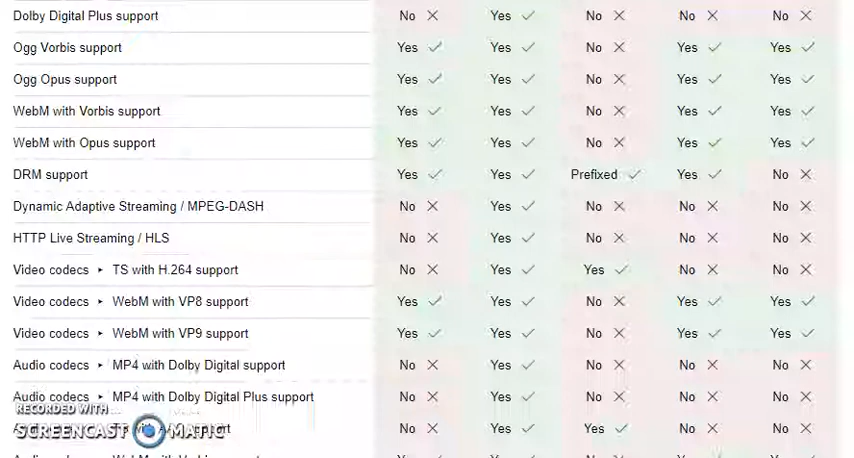 Dolby Digital Plus support No Yes No No No
Ogg Vorbis support Yes Yes No Yes Yes
Ogg Opus support Yes Yes No Yes Yes
WebM with Vorbis support Yes Yes No Yes Yes
WebM with Opus support Yes Yes No Yes Yes
DRM support Yes Yes Prefixed Yes No
Dynamic Adaptive Streaming / MPEG-DASH No Yes No No No
HTTP Live Streaming / HLS No Yes No No No
Video codecs ▸ TS with H.264 support No Yes Yes No No
Video codecs ▸ WebM with VP8 support Yes Yes No Yes Yes
Video codecs ▸ WebM with VP9 support Yes Yes No Yes Yes
Audio codecs ▸ MP4 with Dolby Digital support No Yes No No No
Audio codecs ▸ MP4 with Dolby Digital Plus support No Yes No No No
RECORDED WITH
SCREENCAST MATIC
No Yes Yes No No